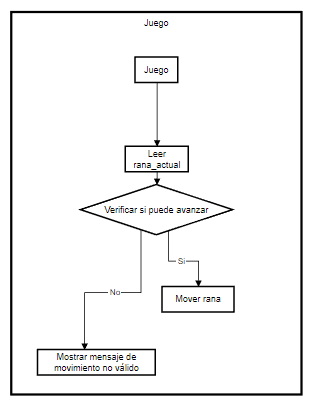 Juego
Juego
Leer
rana_actual
Verificar si puede avanzar
Si
No
Mover rana
Mostrar mensaje de
movimiento no válido